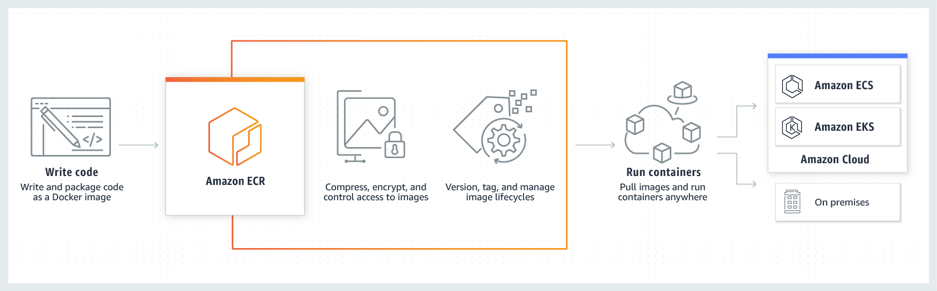 Write code
Write and package code
as a Docker image
</>
Amazon ECR
Compress, encrypt, and
control access to images
Version, tag, and manage
image lifecycles
Run containers
Pull images and run
containers anywhere
Amazon ECS
K
Amazon EKS
Amazon Cloud
On premises